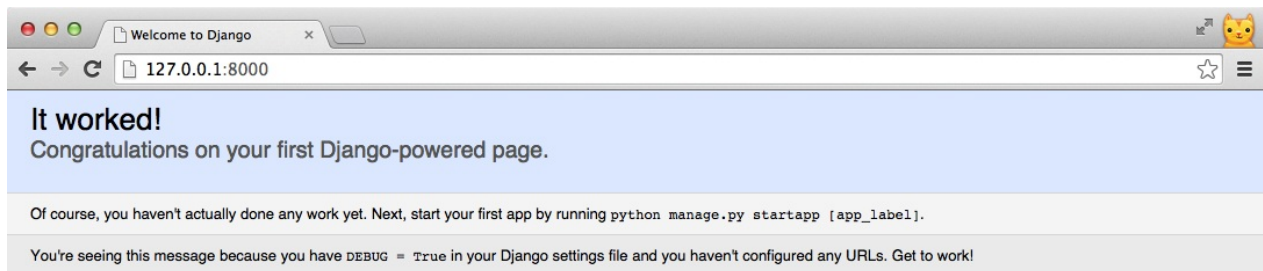 Welcome to Django
127.0.0.1:8000
It worked!
Congratulations on your first Django-powered page.
Of course, you haven't actually done any work yet. Next, start your first app by running python manage.py startapp [app_label].
You're seeing this message because you have DEBUG = True in your Django settings file and you haven't configured any URLs. Get to work!